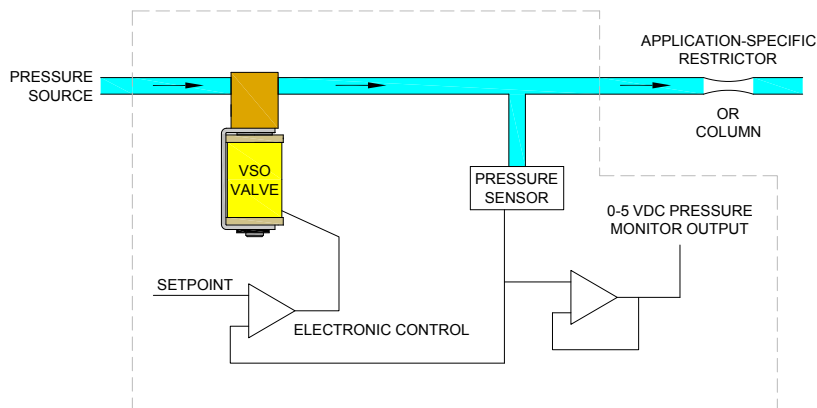 PRESSURE
SOURCE
APPLICATION-SPECIFIC
RESTRICTOR
OR
COLUMN
VSO
VALVE
PRESSURE
SENSOR
0-5 VDC PRESSURE
MONITOR OUTPUT
SETPOINT
ELECTRONIC CONTROL